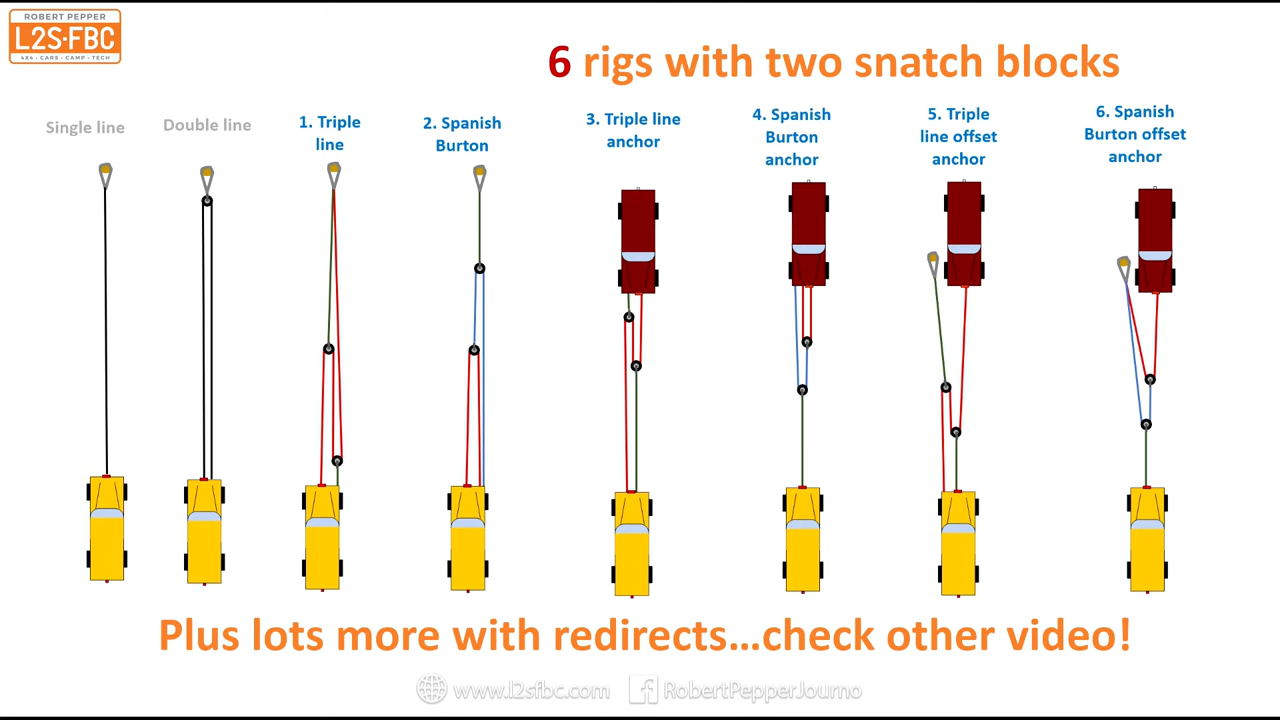 ROBERT PEPPER
L2S·FBC
4X4 · CARS · CAMP · TECH
6 rigs with two snatch blocks
Single line
Double line
1. Triple
line
2. Spanish
Burton
3. Triple line
anchor
4. Spanish
Burton
anchor
5. Triple
line offset
anchor
6. Spanish
Burton offset
anchor
Plus lots more with redirects...check other video!
www.l2sfbc.com
RobertPepperJourno